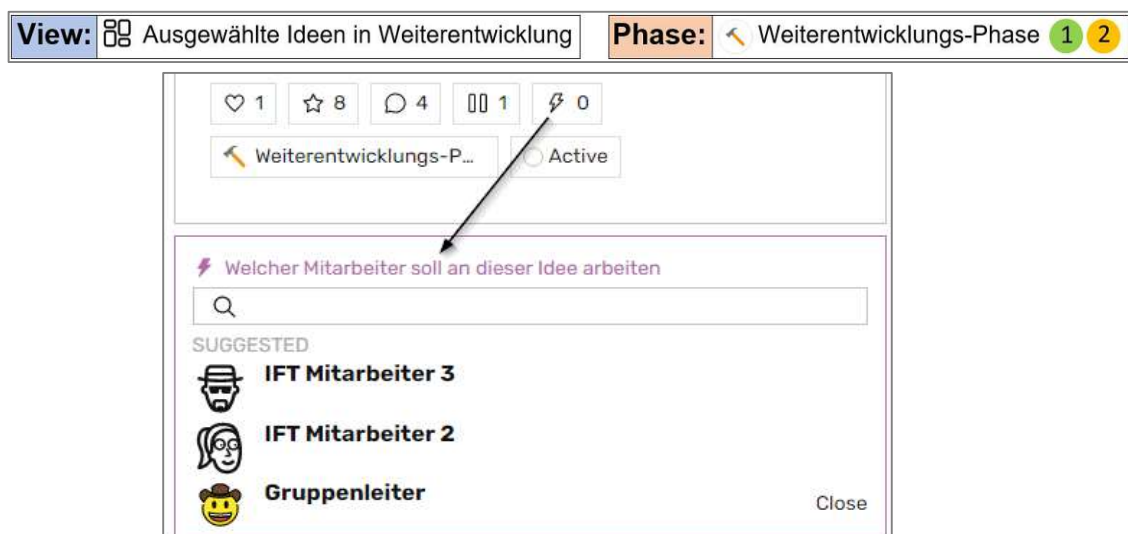 View: Ausgewählte Ideen in Weiterentwicklung Phase: Weiterentwicklungs-Phase 1 2
1 8 4 1 0
Weiterentwicklungs-P... Active
Welcher Mitarbeiter soll an dieser Idee arbeiten
SUGGESTED
IFT Mitarbeiter 3
IFT Mitarbeiter 2
Gruppenleiter
Close